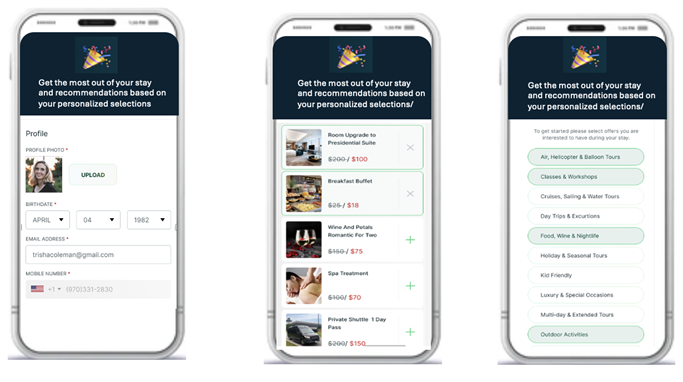 Get the most out of your stay
and recommendations based on
your personalized selections
Profile
PROFILE PHOTO *
UPLOAD
BIRTHDATE *
APRIL 04 1982
EMAIL ADDRESS *
trishacoleman@gmail.com
MOBILE NUMBER *
+1 (970)331-2830
Get the most out of your stay
and recommendations based on
your personalized selections/
Room Upgrade to
Presidential Suite
$200 / $100
Breakfast Buffet
$25 / $18
Wine And Petals
Romantic For Two
$150 / $75
Spa Treatment
$100/ $70
Private Shuttle 1 Day
Pass
$200/ $150
Get the most out of your stay
and recommendations based on
your personalized selections/
To get started please select offers you are
interested to have during your stay.
Air, Helicopter & Balloon Tours
Classes & Workshops
Cruises, Sailing & Water Tours
Day Trips & Excurtions
Food, Wine & Nightlife
Holiday & Seasonal Tours
Kid Friendly
Luxury & Special Occasions
Multi-day & Extended Tours
Outdoor Activities